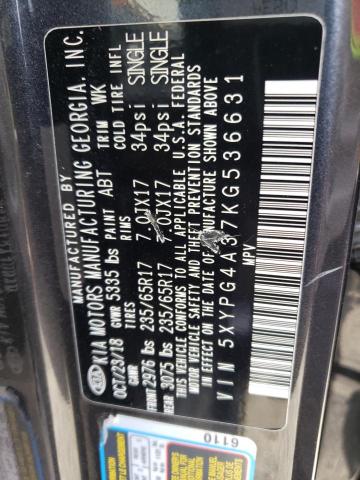 MANUFACTURED BY
KIA MOTORS MANUFACTURING GEORGIA, INC.
OCT/23/18 PAINT ABT TRIM WK
GVWR 5335 lbs
GAWR TIRES RIMS COLD TIRE INFL
FRONT 2976 lbs 235/65R17 7.0JX17 34psi SINGLE
REAR 3075 lbs 235/65R17 7.0JX17 34psi SINGLE
THIS VEHICLE CONFORMS TO ALL APPLICABLE U.S.A. FEDERAL
MOTOR VEHICLE SAFETY AND THEFT PREVENTION STANDARDS
IN EFFECT ON THE DATE OF MANUFACTURE SHOWN ABOVE
VIN 5XYPG4A37KG536631
MPV
6110